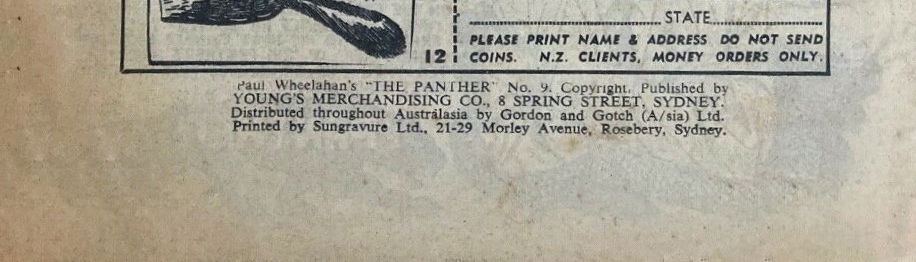 STATE
12
PLEASE PRINT NAME & ADDRESS DO NOT SEND
COINS. N.Z. CLIENTS, MONEY ORDERS ONLY.
Paul Wheelahan's "THE PANTHER" No. 9. Copyright. Published by
YOUNG'S MERCHANDISING CO., 8 SPRING STREET, SYDNEY.
Distributed throughout Australasia by Gordon and Gotch (A/sia) Ltd.
Printed by Sungravure Ltd., 21-29 Morley Avenue, Rosebery, Sydney.